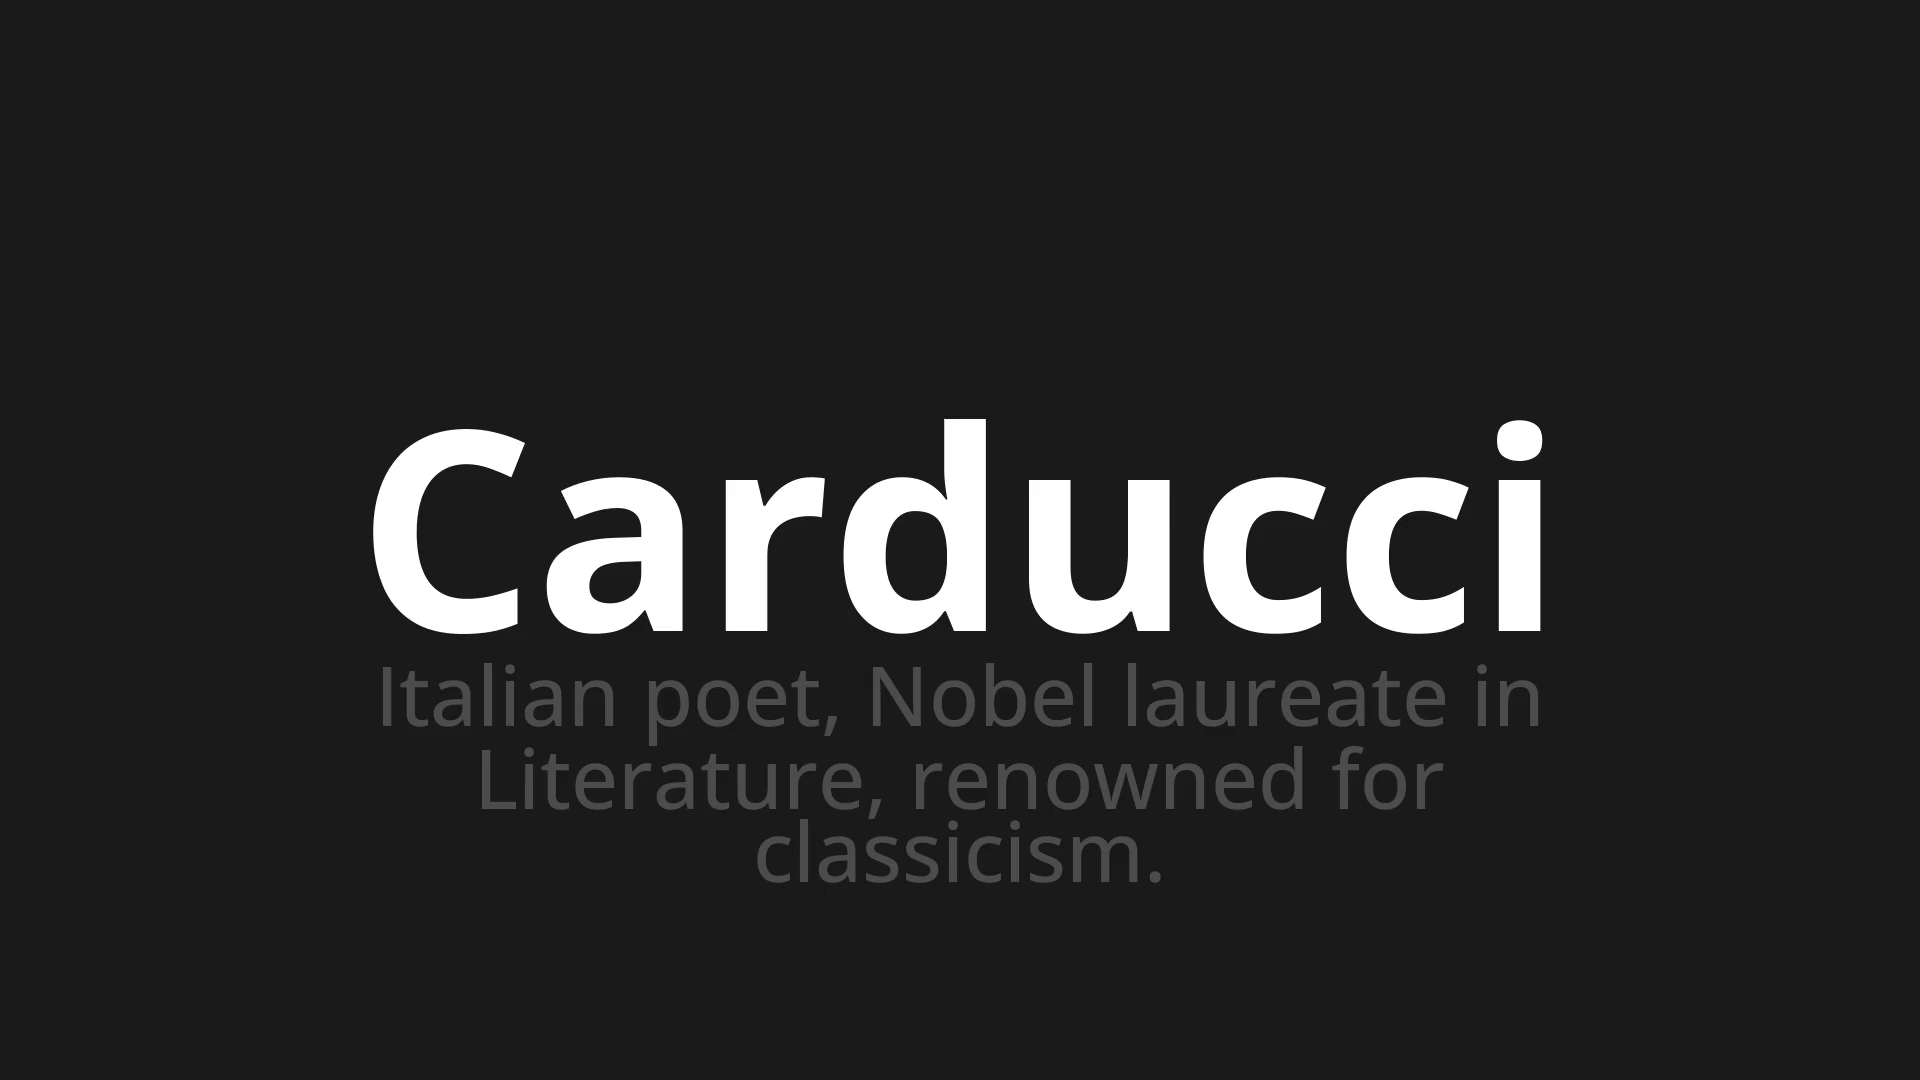 Carducci
Italian poet, Nobel laureate in
Literature, renowned for
classicism.